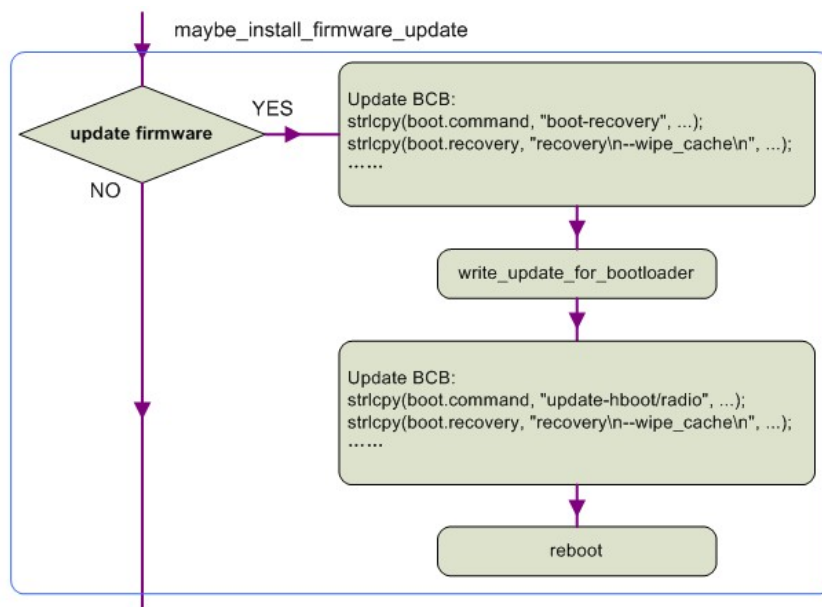 maybe_install_firmware_update
update firmware
YES
NO
Update BCB:
strlcpy(boot.command, "boot-recovery", ...);
strlcpy(boot.recovery, "recovery\n--wipe_cache\n", ...);
……
write_update_for_bootloader
Update BCB:
strlcpy(boot.command, "update-hboot/radio", ...);
strlcpy(boot.recovery, "recovery\n--wipe_cache\n", ...);
……
reboot